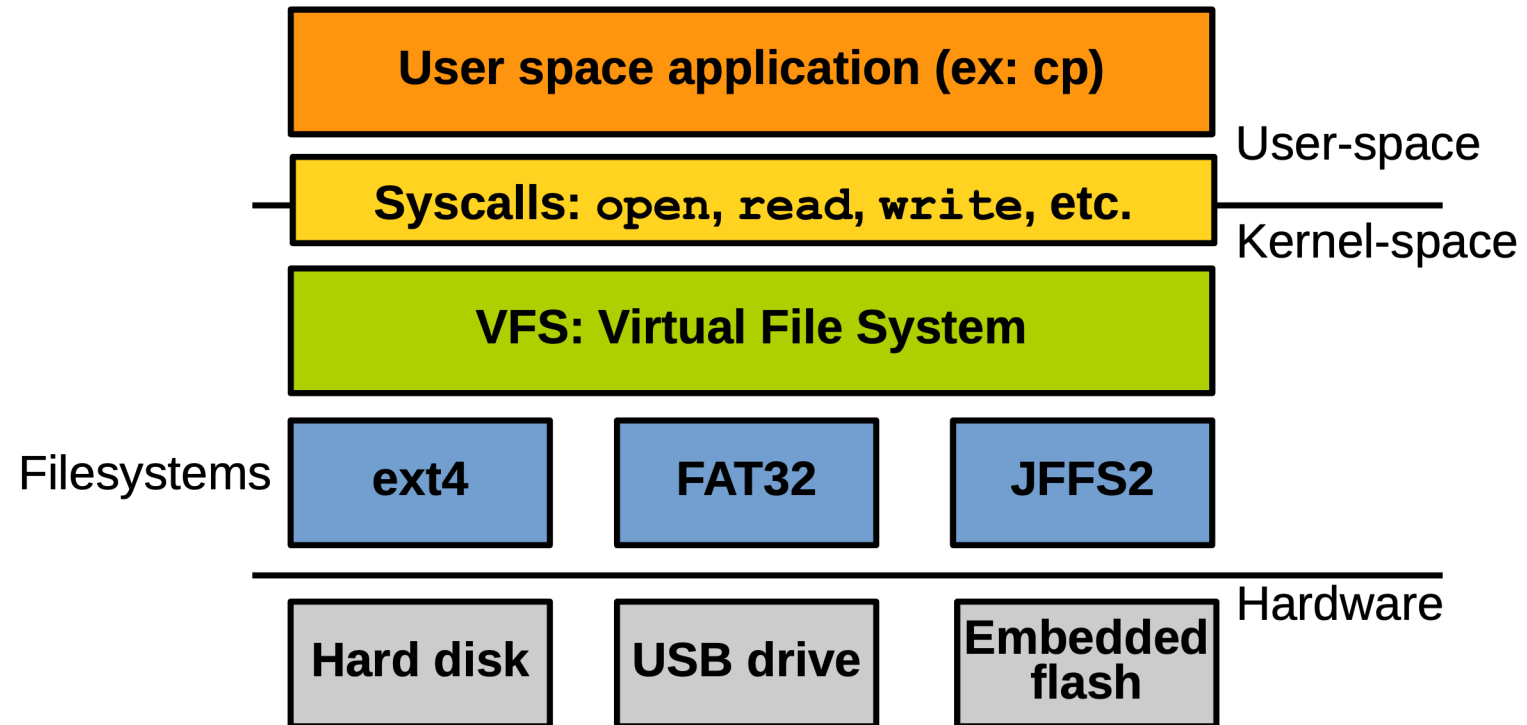 User space application (ex: cp)
User-space
Syscalls: open, read, write, etc.
Kernel-space
VFS: Virtual File System
Filesystems
ext4
FAT32
JFFS2
Hardware
Hard disk
USB drive
Embedded
flash